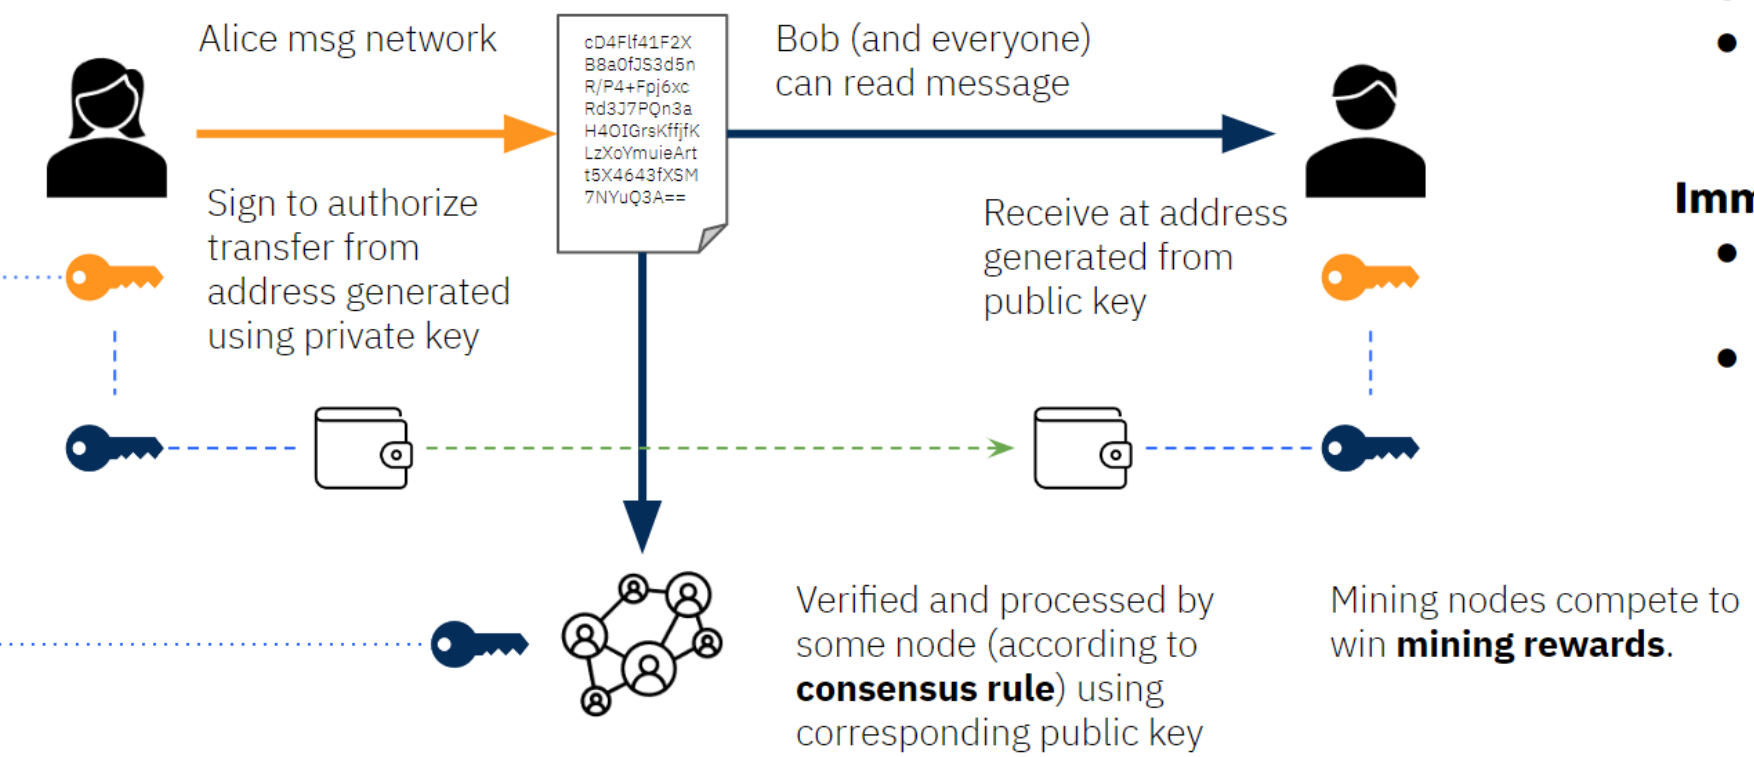 Alice msg network
cD4Flf41F2X
B8a0fJS3d5n
R/P4+Fpj6xc
Rd3J7PQn3a
H4OIGrsKffjfK
LzXoYmuieArt
t5X4643fXSM
7NYuQ3A==
Bob (and everyone)
can read message
Sign to authorize
transfer from
address generated
using private key
Receive at address
generated from
public key
Imm
Verified and processed by
some node (according to
consensus rule) using
corresponding public key
Mining nodes compete to
win mining rewards.